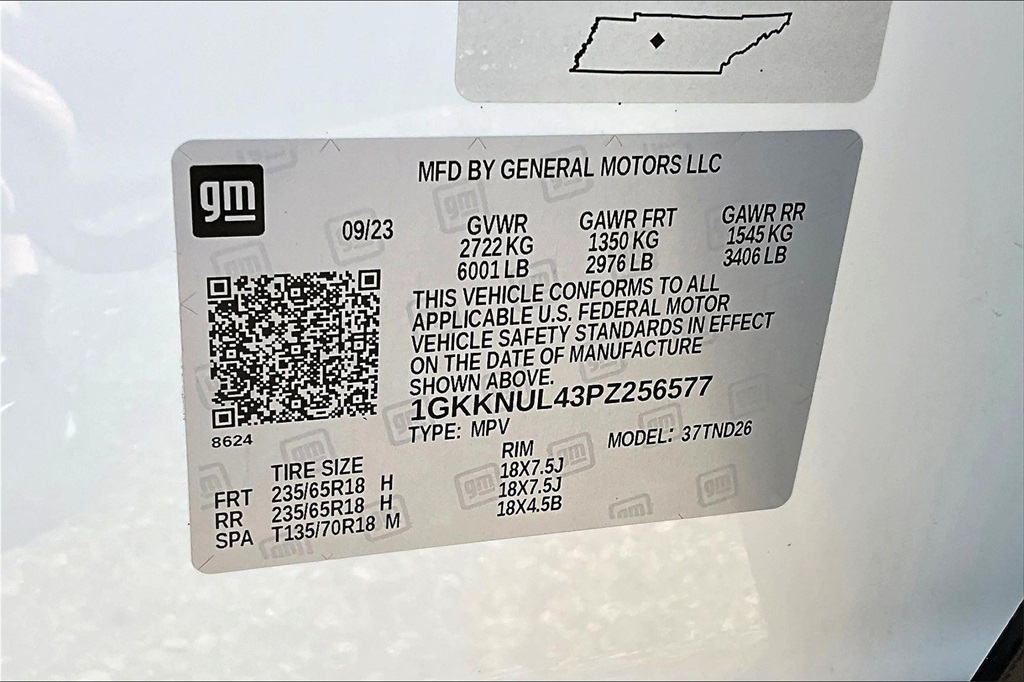 gm
MFD BY GENERAL MOTORS LLC
09/23
GVWR GAWR FRT GAWR RR
2722 KG 1350 KG 1545 KG
6001 LB 2976 LB 3406 LB
THIS VEHICLE CONFORMS TO ALL
APPLICABLE U.S. FEDERAL MOTOR
VEHICLE SAFETY STANDARDS IN EFFECT
ON THE DATE OF MANUFACTURE
SHOWN ABOVE.
1GKKNUL43PZ256577
8624
TYPE: MPV MODEL: 37TND26
TIRE SIZE RIM
FRT 235/65R18 H 18X7.5J
RR 235/65R18 H 18X7.5J
SPA T135/70R18 M 18X4.5B